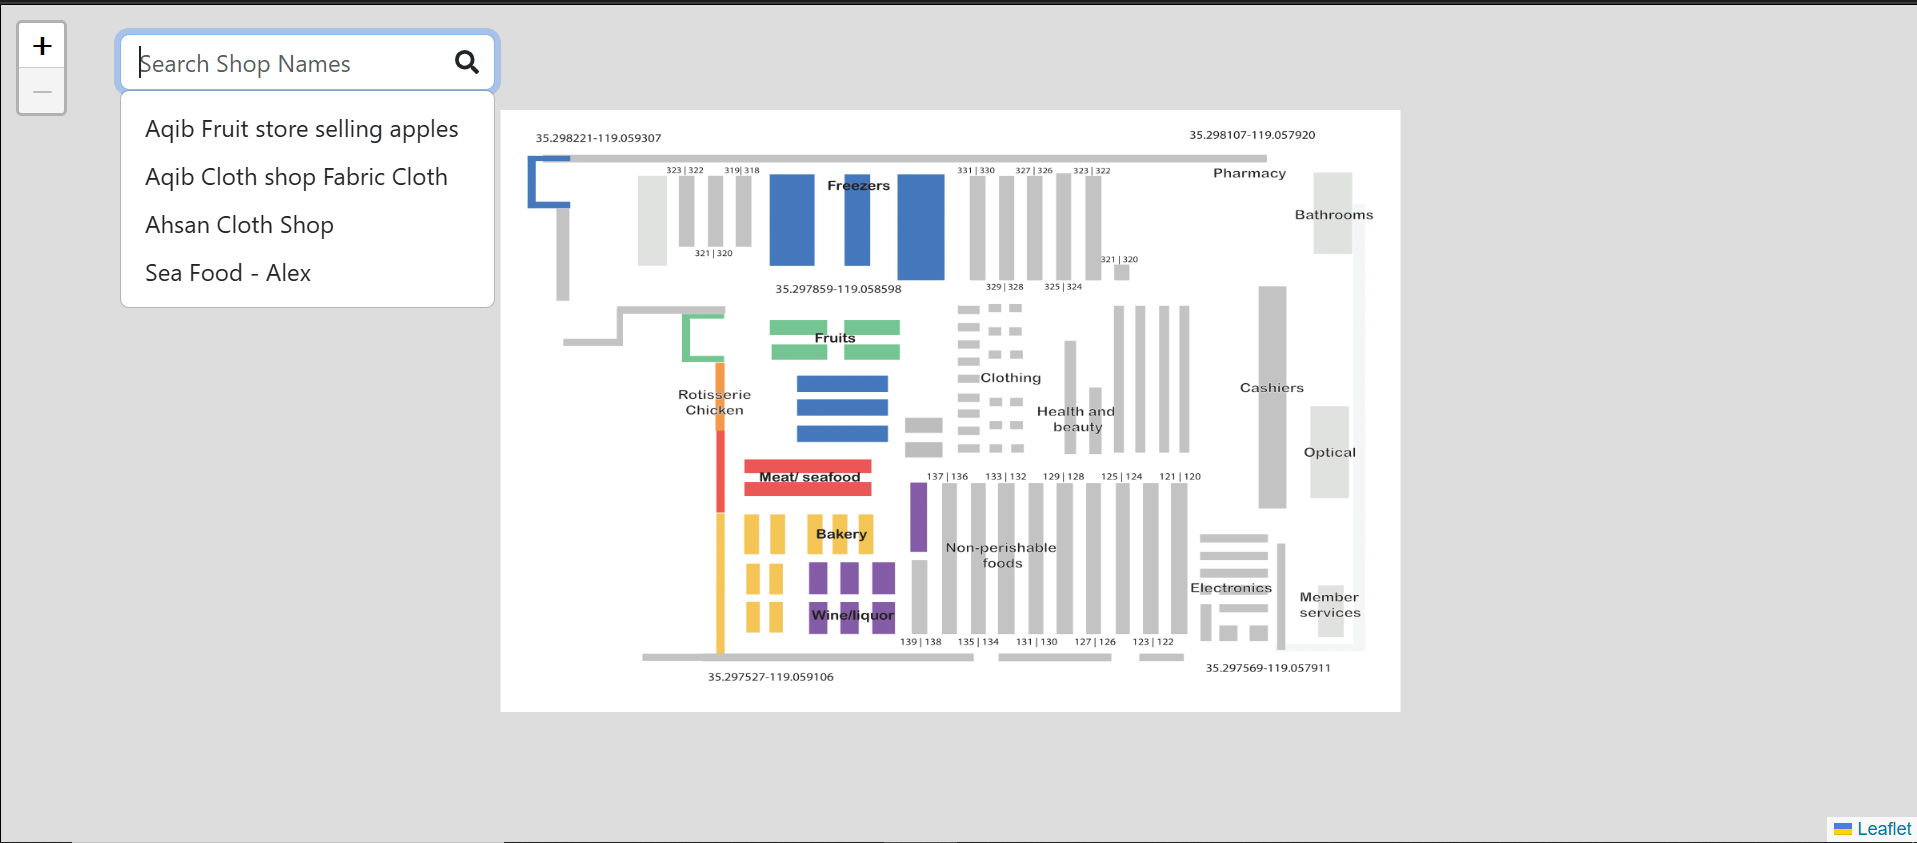 +
−
Search Shop Names
Aqib Fruit store selling apples
Aqib Cloth shop Fabric Cloth
Ahsan Cloth Shop
Sea Food - Alex
35.298221-119.059307
35.298107-119.057920
323 | 322
319 | 318
321 | 320
Freezers
331 | 330
327 | 326
323 | 322
329 | 328
325 | 324
321 | 320
Pharmacy
Bathrooms
35.297859-119.058598
Fruits
Rotisserie
Chicken
Clothing
Health and
beauty
Cashiers
Optical
Meat/ seafood
137 | 136
133 | 132
129 | 128
125 | 124
121 | 120
Bakery
Non-perishable
foods
Wine/liquor
Electronics
Member
services
139 | 138
135 | 134
131 | 130
127 | 126
123 | 122
35.297527-119.059106
35.297569-119.057911
Leaflet